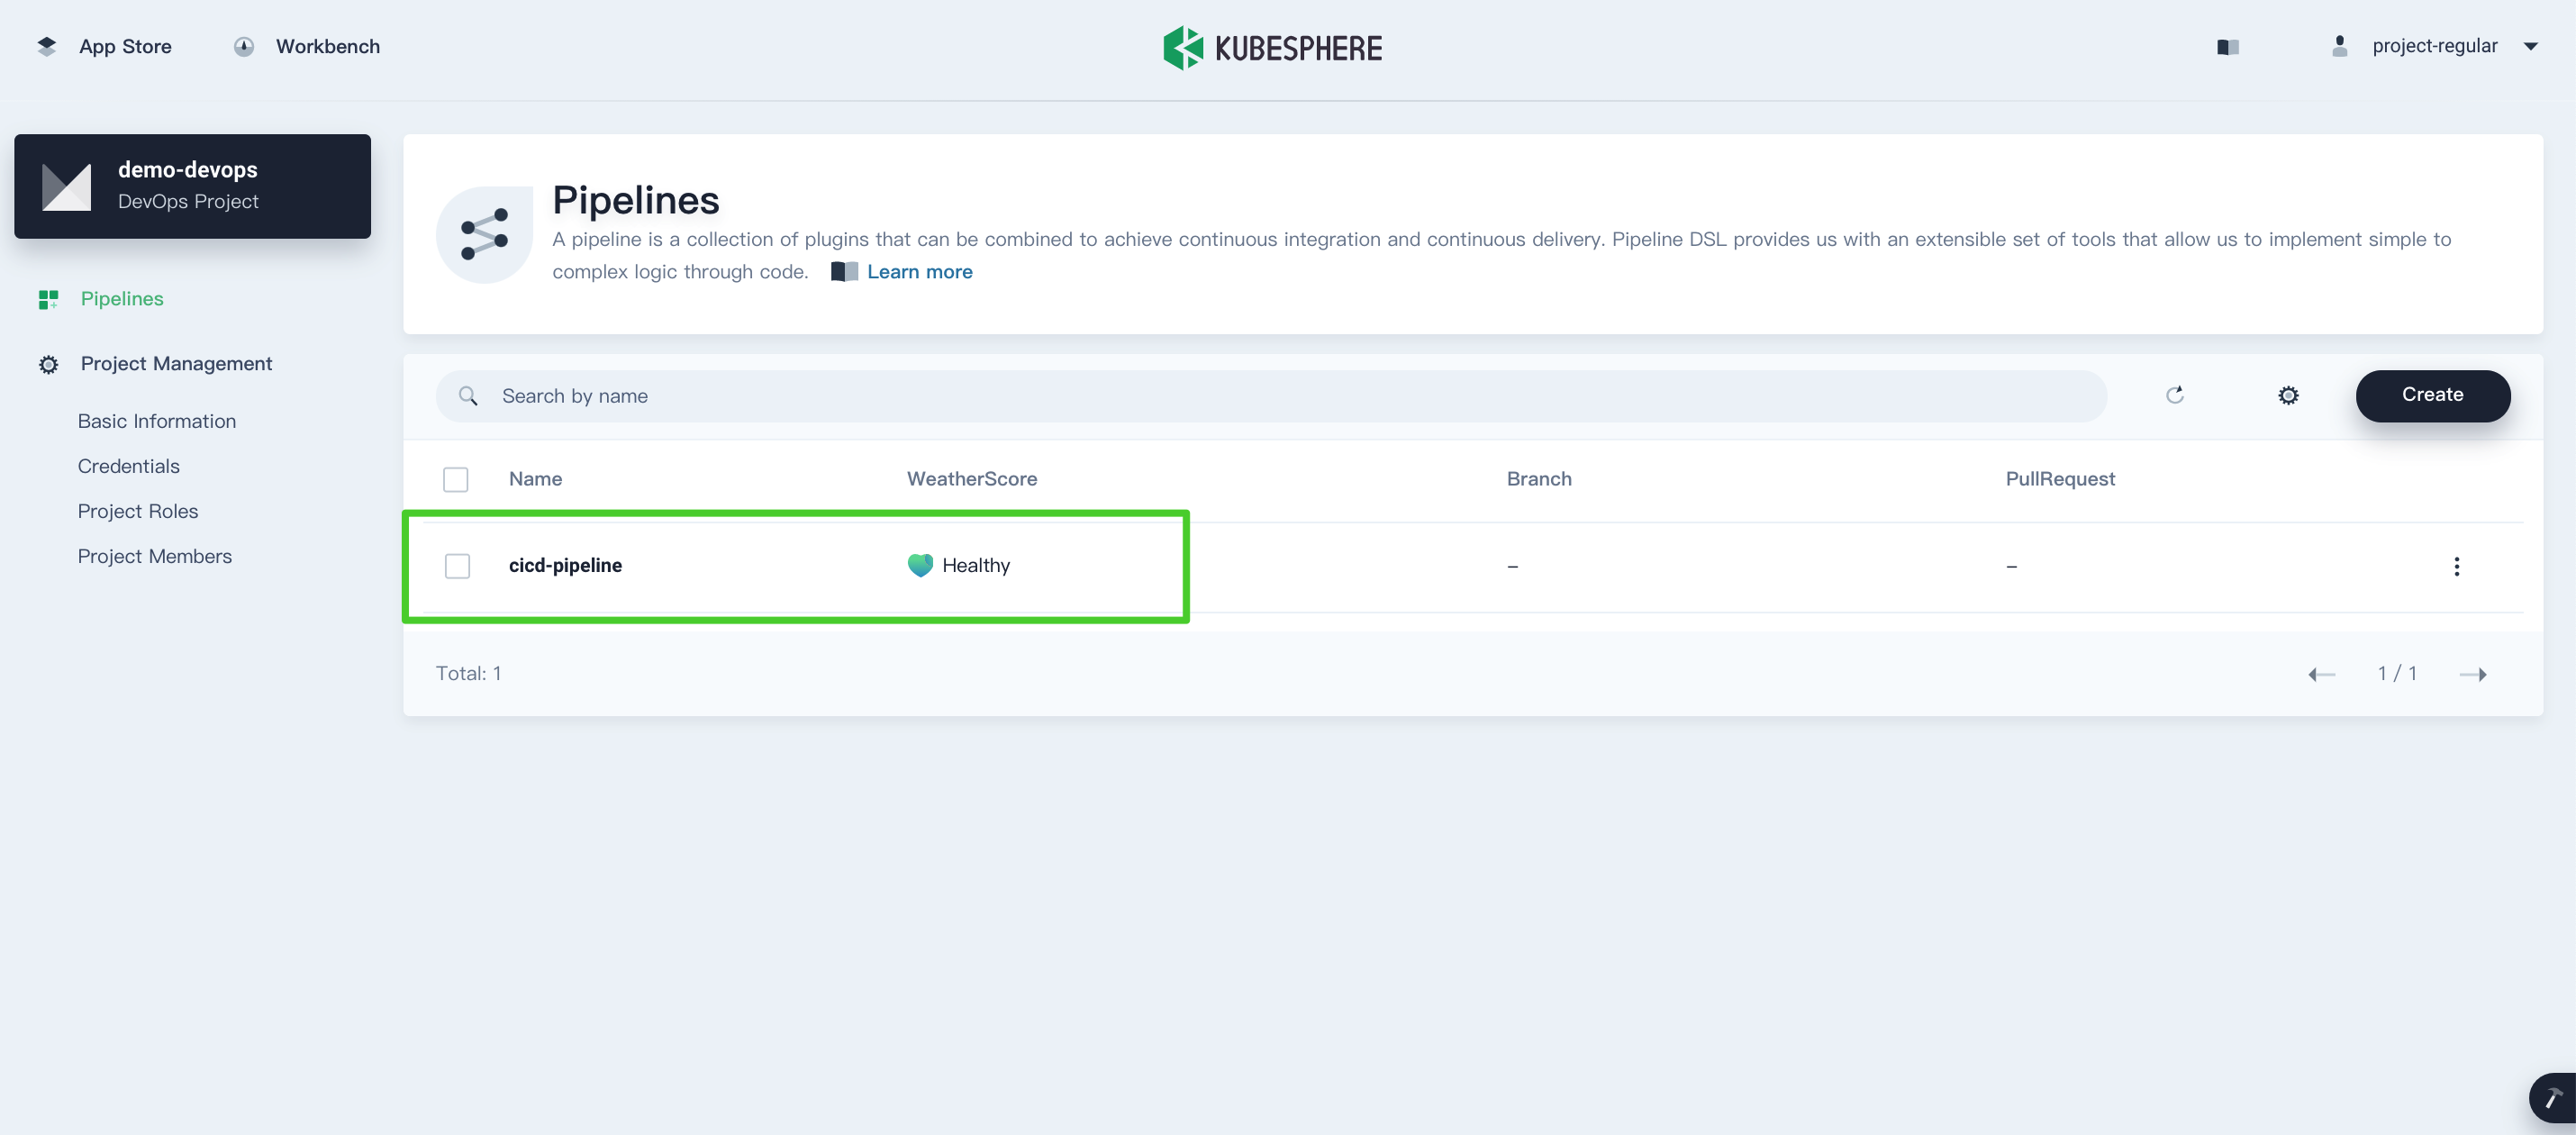 App Store
Workbench
KUBESPHERE
project-regular
demo-devops
DevOps Project
Pipelines
Project Management
Basic Information
Credentials
Project Roles
Project Members
Pipelines
A pipeline is a collection of plugins that can be combined to achieve continuous integration and continuous delivery. Pipeline DSL provides us with an extensible set of tools that allow us to implement simple to
complex logic through code. Learn more
Search by name
Create
Name WeatherScore Branch PullRequest
cicd-pipeline Healthy – –
Total: 1
1 / 1